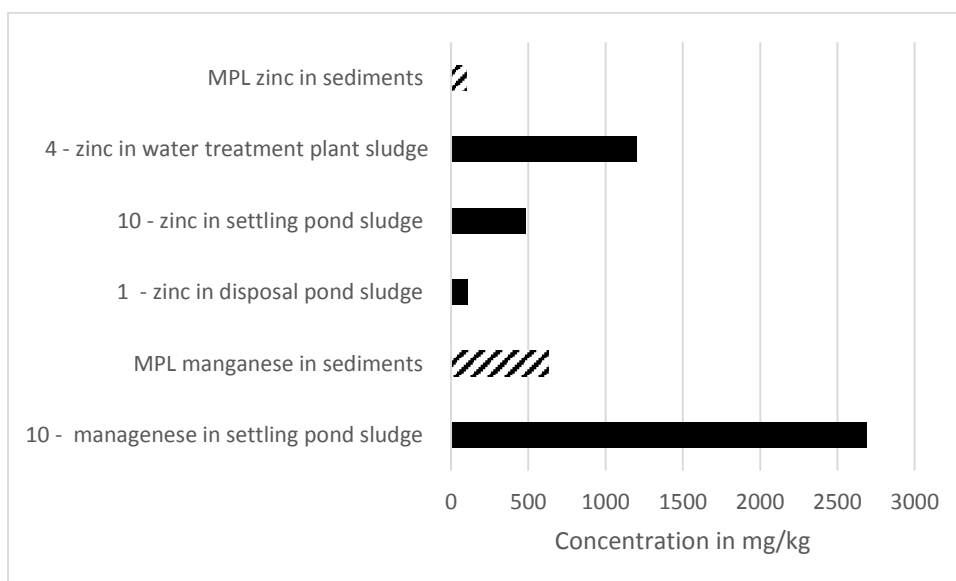 MPL zinc in sediments
4 - zinc in water treatment plant sludge
10 - zinc in settling pond sludge
1  - zinc in disposal pond sludge
MPL manganese in sediments
10 -  managenese in settling pond sludge
0 500 1000 1500 2000 2500 3000
Concentration in mg/kg